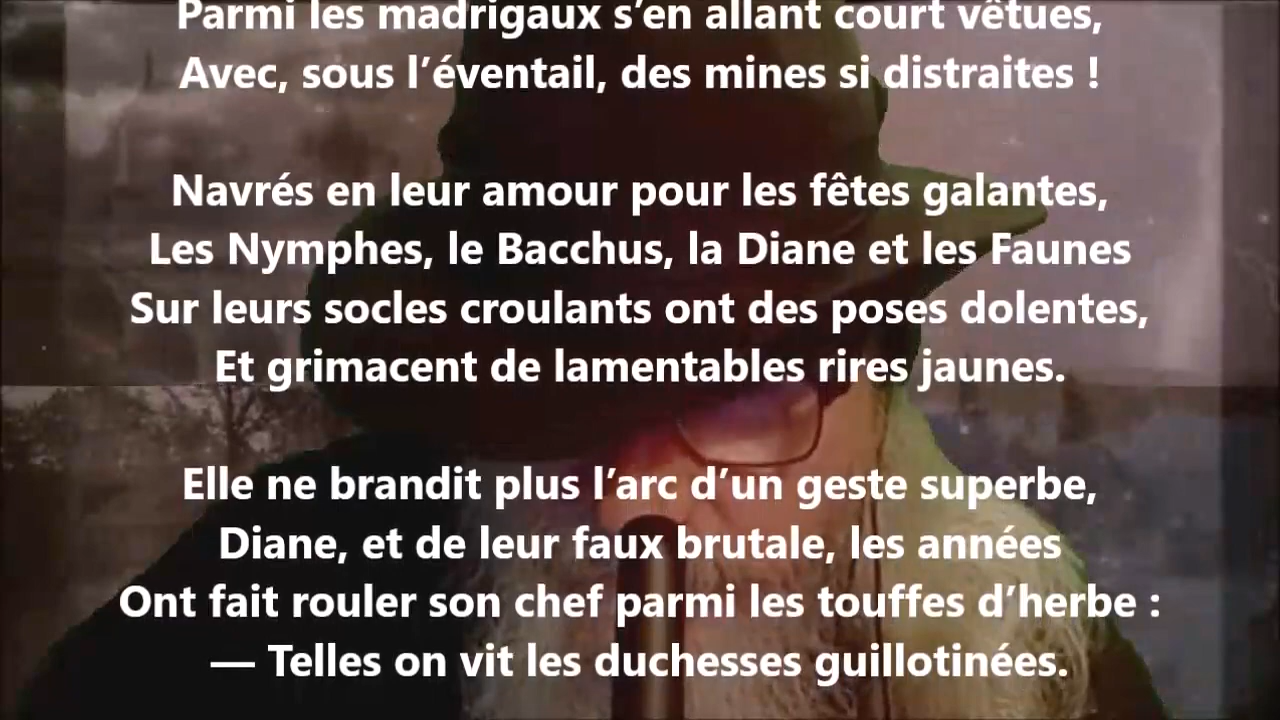 Parmi les madrigaux s’en allant court vêtues,
Avec, sous l’éventail, des mines si distraites !
Navrés en leur amour pour les fêtes galantes,
Les Nymphes, le Bacchus, la Diane et les Faunes
Sur leurs socles croulants ont des poses dolentes,
Et grimacent de lamentables rires jaunes.
Elle ne brandit plus l’arc d’un geste superbe,
Diane, et de leur faux brutale, les années
Ont fait rouler son chef parmi les touffes d’herbe :
— Telles on vit les duchesses guillotinées.